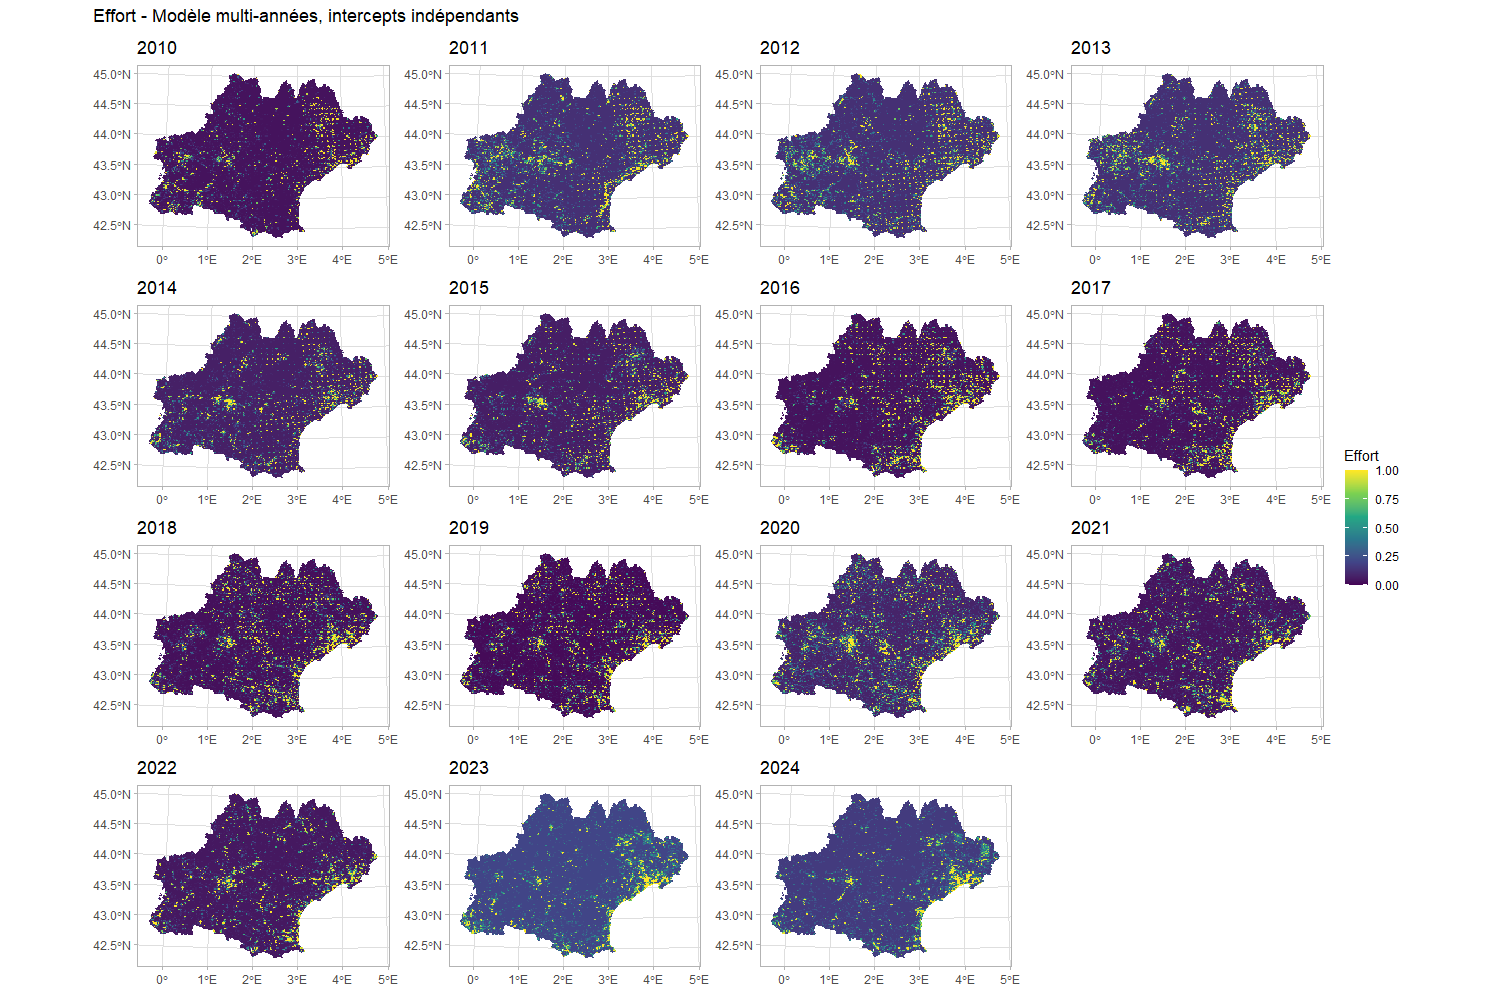 Effort - Modèle multi-années, intercepts indépendants
2010
2011
2012
2013
45.0°N
44.5°N
44.0°N
43.5°N
43.0°N
42.5°N
45.0°N
44.5°N
44.0°N
43.5°N
43.0°N
42.5°N
45.0°N
44.5°N
44.0°N
43.5°N
43.0°N
42.5°N
45.0°N
44.5°N
44.0°N
43.5°N
43.0°N
42.5°N
0° 1°E 2°E 3°E 4°E 5°E
0° 1°E 2°E 3°E 4°E 5°E
0° 1°E 2°E 3°E 4°E 5°E
0° 1°E 2°E 3°E 4°E 5°E
2014
2015
2016
2017
45.0°N
44.5°N
44.0°N
43.5°N
43.0°N
42.5°N
45.0°N
44.5°N
44.0°N
43.5°N
43.0°N
42.5°N
45.0°N
44.5°N
44.0°N
43.5°N
43.0°N
42.5°N
45.0°N
44.5°N
44.0°N
43.5°N
43.0°N
42.5°N
0° 1°E 2°E 3°E 4°E 5°E
0° 1°E 2°E 3°E 4°E 5°E
0° 1°E 2°E 3°E 4°E 5°E
0° 1°E 2°E 3°E 4°E 5°E
Effort
1.00
0.75
0.50
0.25
0.00
2018
2019
2020
2021
45.0°N
44.5°N
44.0°N
43.5°N
43.0°N
42.5°N
45.0°N
44.5°N
44.0°N
43.5°N
43.0°N
42.5°N
45.0°N
44.5°N
44.0°N
43.5°N
43.0°N
42.5°N
45.0°N
44.5°N
44.0°N
43.5°N
43.0°N
42.5°N
0° 1°E 2°E 3°E 4°E 5°E
0° 1°E 2°E 3°E 4°E 5°E
0° 1°E 2°E 3°E 4°E 5°E
0° 1°E 2°E 3°E 4°E 5°E
2022
2023
2024
45.0°N
44.5°N
44.0°N
43.5°N
43.0°N
42.5°N
45.0°N
44.5°N
44.0°N
43.5°N
43.0°N
42.5°N
45.0°N
44.5°N
44.0°N
43.5°N
43.0°N
42.5°N
0° 1°E 2°E 3°E 4°E 5°E
0° 1°E 2°E 3°E 4°E 5°E
0° 1°E 2°E 3°E 4°E 5°E